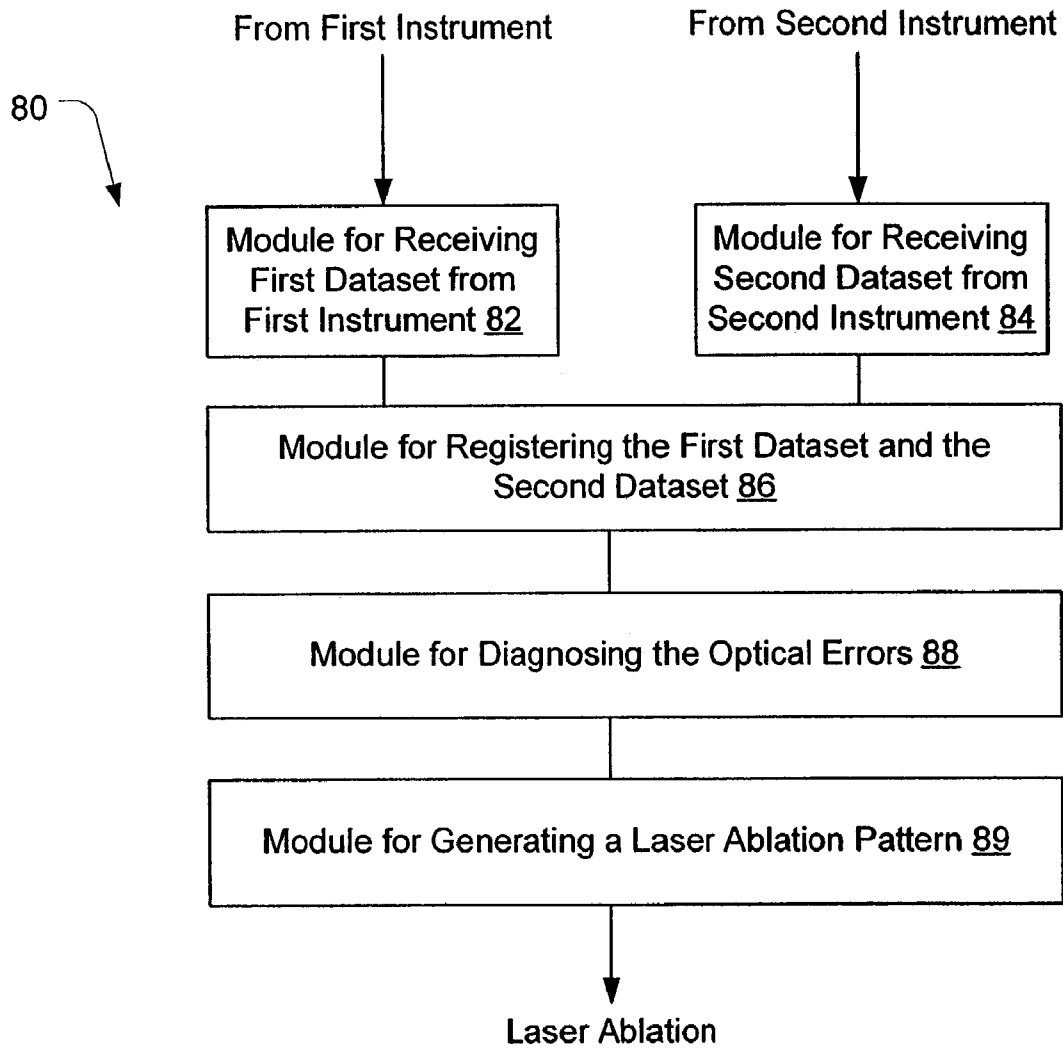 From First Instrument
From Second Instrument
80
Module for Receiving
First Dataset from
First Instrument 82
Module for Receiving
Second Dataset from
Second Instrument 84
Module for Registering the First Dataset and the
Second Dataset 86
Module for Diagnosing the Optical Errors 88
Module for Generating a Laser Ablation Pattern 89
Laser Ablation